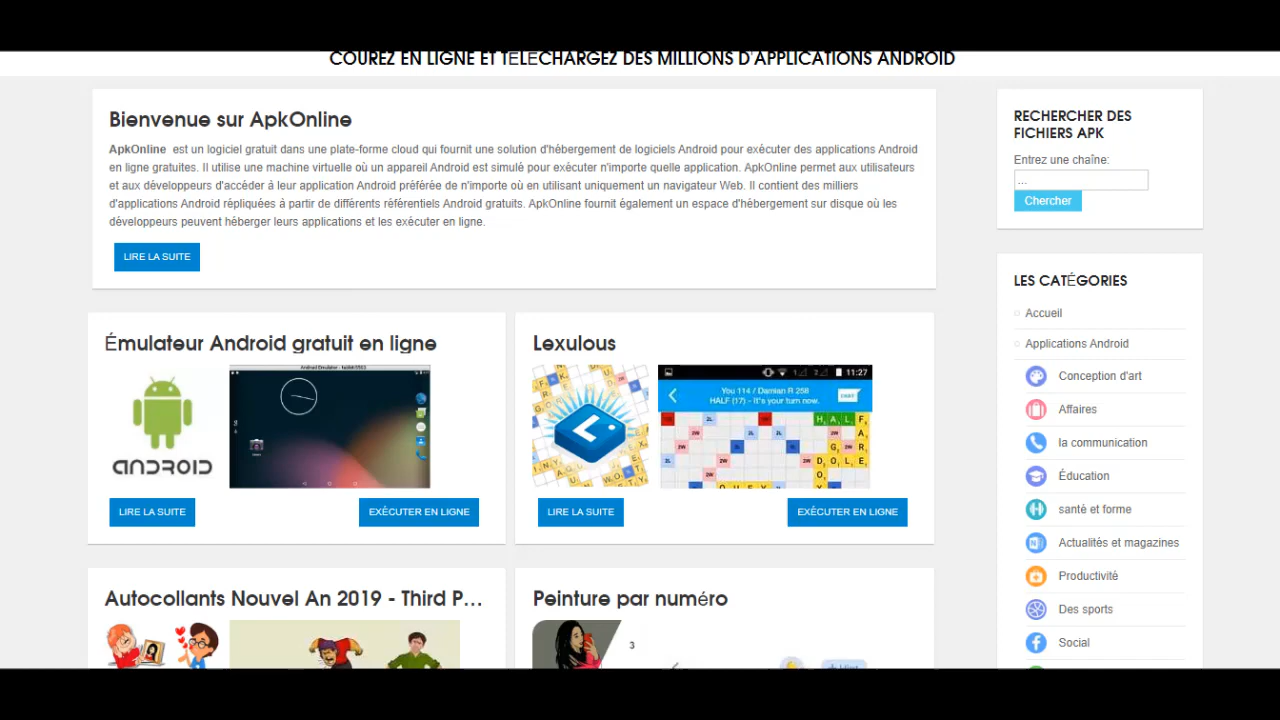 COUREZ EN LIGNE ET TÉLÉCHARGEZ DES MILLIONS D'APPLICATIONS ANDROID
Bienvenue sur ApkOnline
ApkOnline est un logiciel gratuit dans une plate-forme cloud qui fournit une solution d'hébergement de logiciels Android pour exécuter des applications Android
en ligne gratuites. Il utilise une machine virtuelle où un appareil Android est simulé pour exécuter n'importe quelle application. ApkOnline permet aux utilisateurs
et aux développeurs d'accéder à leur application Android préférée de n'importe où en utilisant uniquement un navigateur Web. Il contient des milliers
d'applications Android répliquées à partir de différents référentiels Android gratuits. ApkOnline fournit également un espace d'hébergement sur disque où les
développeurs peuvent héberger leurs applications et les exécuter en ligne.
LIRE LA SUITE
Émulateur Android gratuit en ligne
ANDROID
LIRE LA SUITE
EXÉCUTER EN LIGNE
Lexulous
L
11:27
You 114 / Damian R 258
HALF (17) - It's your turn now.
CHAT
LIRE LA SUITE
EXÉCUTER EN LIGNE
Autocollants Nouvel An 2019 - Third P...
Peinture par numéro
3
RECHERCHER DES
FICHIERS APK
Entrez une chaîne:
...
Chercher
LES CATÉGORIES
Accueil
Applications Android
Conception d'art
Affaires
la communication
Éducation
santé et forme
Actualités et magazines
Productivité
Des sports
Social